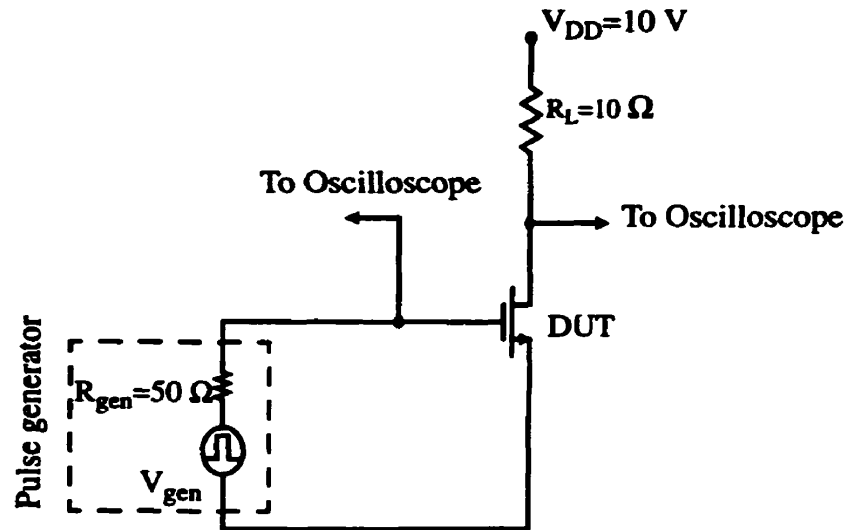 V_DD=10 V
R_L=10 Ω
To Oscilloscope
To Oscilloscope
DUT
Pulse generator
R_gen=50 Ω
V_gen